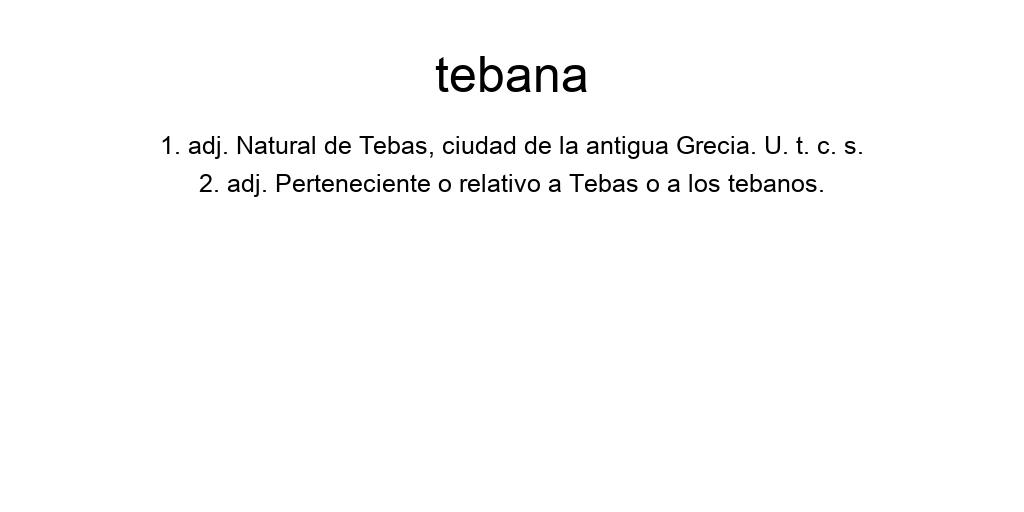 tebana
1. adj. Natural de Tebas, ciudad de la antigua Grecia. U. t. c. s.
2. adj. Perteneciente o relativo a Tebas o a los tebanos.